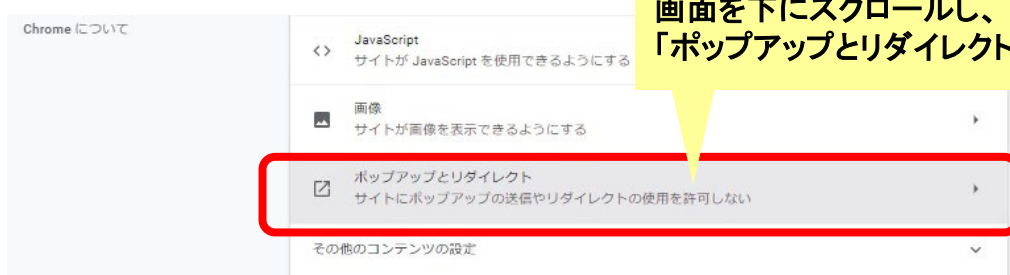 画面を下にスクロールし、
「ポップアップとリダイレクト
Chrome について
JavaScript
サイトが JavaScript を使用できるようにする
画像
サイトが画像を表示できるようにする
ポップアップとリダイレクト
サイトにポップアップの送信やリダイレクトの使用を許可しない
その他のコンテンツの設定